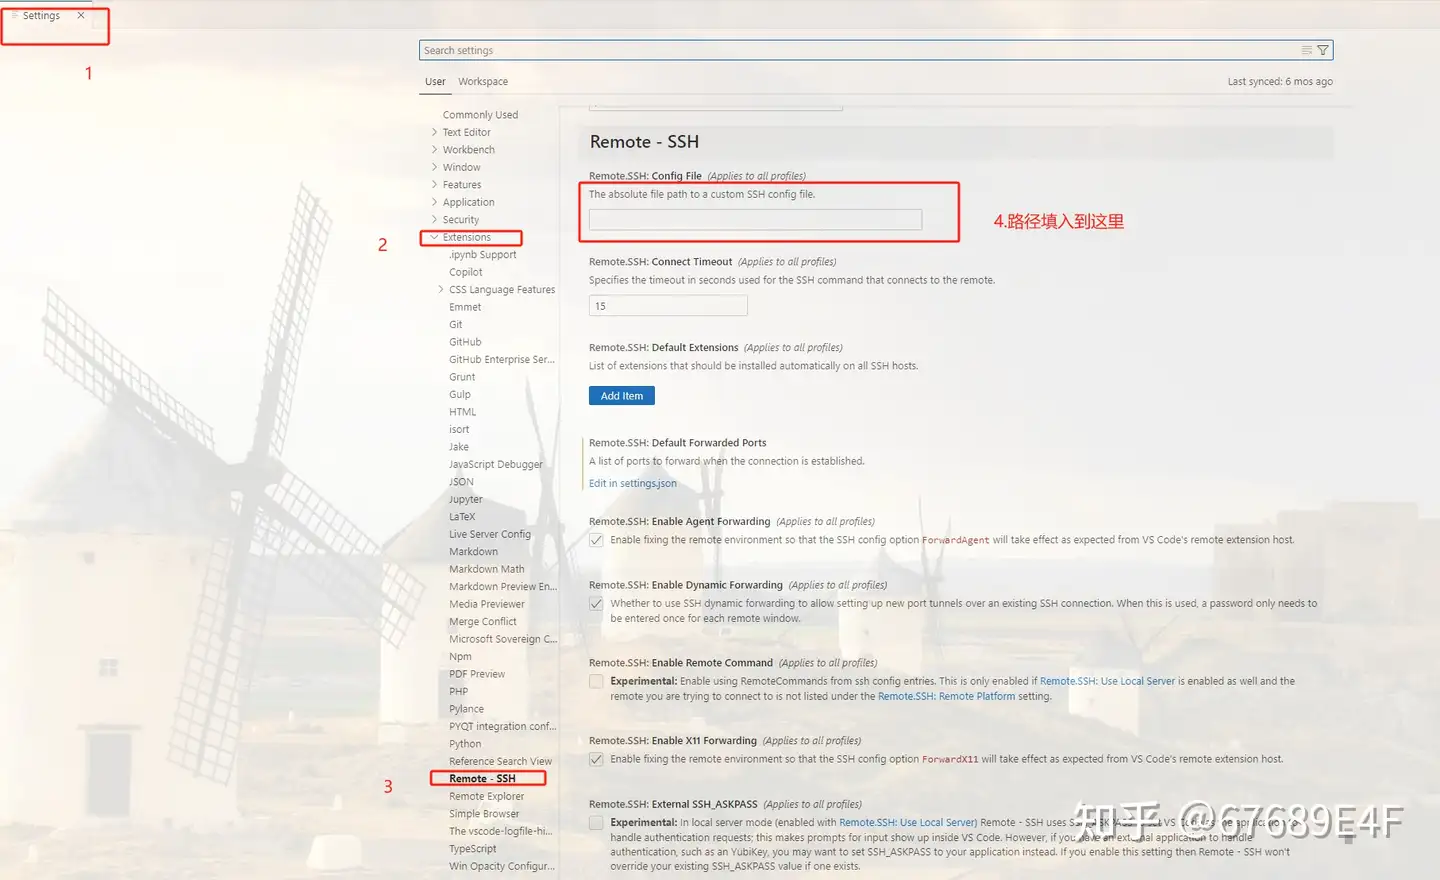 Settings
1
Search settings
User Workspace
Last synced: 6 mos ago
Commonly Used
Text Editor
Workbench
Window
Features
Application
Security
2
Extensions
.ipynb Support
Copilot
CSS Language Features
Emmet
Git
GitHub
GitHub Enterprise Ser...
Grunt
Gulp
HTML
isort
Jake
JavaScript Debugger
JSON
Jupyter
LaTeX
Live Server Config
Markdown
Markdown Math
Markdown Preview En...
Media Previewer
Merge Conflict
Microsoft Sovereign C...
Npm
PDF Preview
PHP
Pylance
PYQT integration conf...
Python
Reference Search View
3
Remote - SSH
Remote Explorer
Simple Browser
The vscode-logfile-hi...
TypeScript
Win Opacity Configur...
Remote - SSH
Remote.SSH: Config File (Applies to all profiles)
The absolute file path to a custom SSH config file.
4.路径填入到这里
Remote.SSH: Connect Timeout (Applies to all profiles)
Specifies the timeout in seconds used for the SSH command that connects to the remote.
15
Remote.SSH: Default Extensions (Applies to all profiles)
List of extensions that should be installed automatically on all SSH hosts.
Add Item
Remote.SSH: Default Forwarded Ports
A list of ports to forward when the connection is established.
Edit in settings.json
Remote.SSH: Enable Agent Forwarding (Applies to all profiles)
Enable fixing the remote environment so that the SSH config option ForwardAgent will take effect as expected from VS Code's remote extension host.
Remote.SSH: Enable Dynamic Forwarding (Applies to all profiles)
Whether to use SSH dynamic forwarding to allow setting up new port tunnels over an existing SSH connection. When this is used, a password only needs to
be entered once for each remote window.
Remote.SSH: Enable Remote Command (Applies to all profiles)
Experimental: Enable using RemoteCommands from ssh config entries. This is only enabled if Remote.SSH: Use Local Server is enabled as well and the
remote you are trying to connect to is not listed under the Remote.SSH: Remote Platform setting.
Remote.SSH: Enable X11 Forwarding (Applies to all profiles)
Enable fixing the remote environment so that the SSH config option ForwardX11 will take effect as expected from VS Code's remote extension host.
Remote.SSH: External SSH_ASKPASS (Applies to all profiles)
Experimental: In local server mode (enabled with Remote.SSH: Use Local Server) Remote - SSH uses
handle authentication requests; this makes prompts for input show up inside VS Code. However, if you have an external application to handle
authentication, such as an YubiKey, you may want to set SSH_ASKPASS to your application instead. If you enable this setting then Remote - SSH won't
override your existing SSH_ASKPASS value if one exists.
知乎 @67689E4F